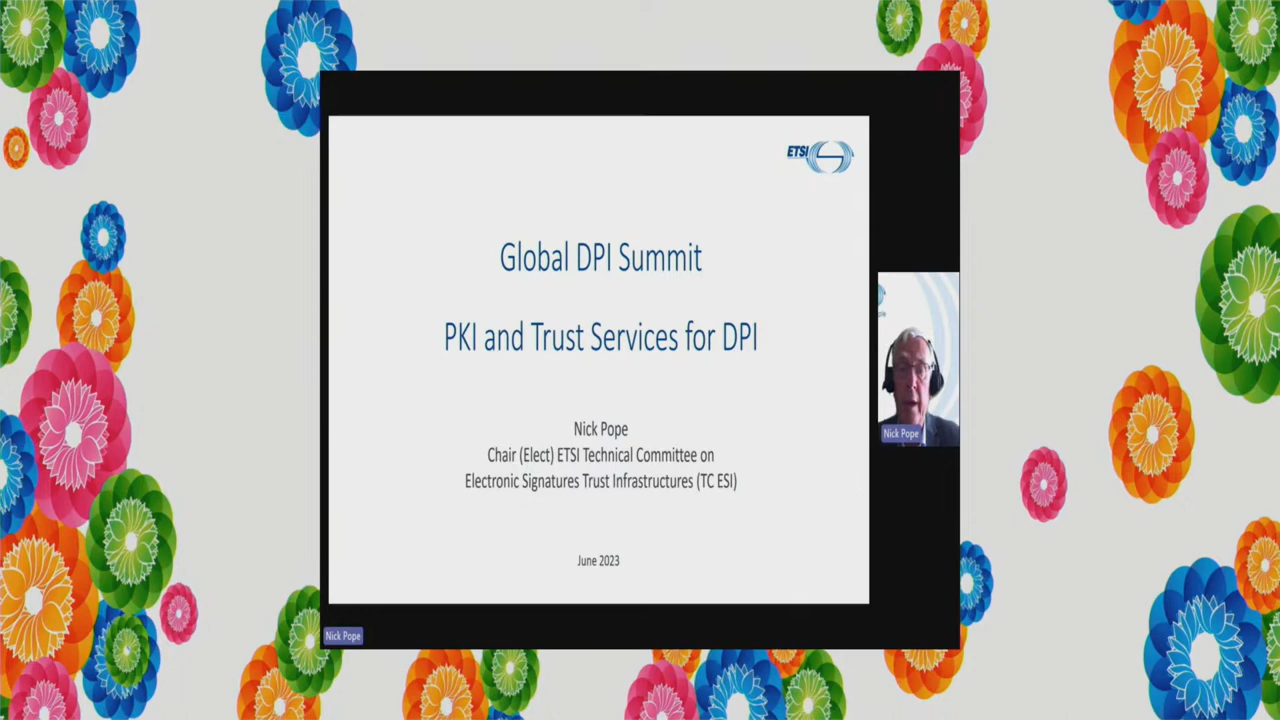 ETSI
Global DPI Summit
PKI and Trust Services for DPI
Nick Pope
Chair (Elect) ETSI Technical Committee on
Electronic Signatures Trust Infrastructures (TC ESI)
June 2023
Nick Pope
Nick Pope